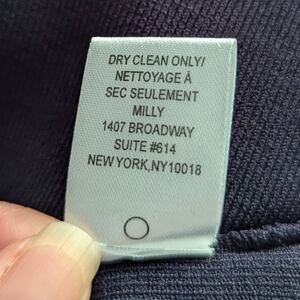 DRY CLEAN ONLY/
NETTOYAGE À
SEC SEULEMENT
MILLY
1407 BROADWAY
SUITE #614
NEW YORK,NY10018